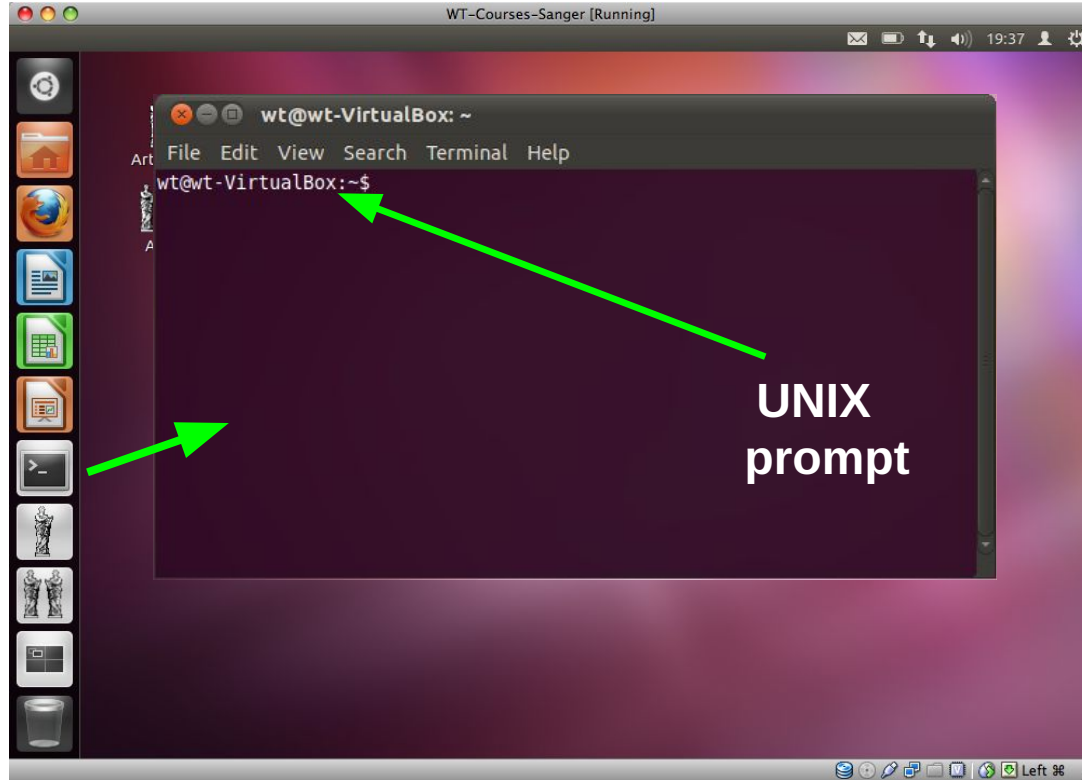 WT-Courses-Sanger [Running]
19:37
wt@wt-VirtualBox: ~
File Edit View Search Terminal Help
Art
wt@wt-VirtualBox:~$
A
UNIX
prompt
Left ⌘